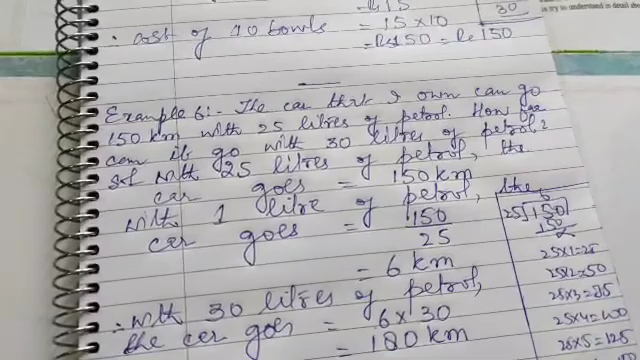 30
∴ cost of 10 bowls = 15 × 10
= Rs150 = Rs 150
Example 6:- The car that I own can go
150 km with 25 litres of petrol. How far
can it go with 30 litres of petrol?
Sol with 25 litres of petrol, the
car goes = 150 km
with 1 litre of petrol, the
car goes = 150/25
= 6 km
∴ with 30 litres of petrol,
the car goes = 6 × 30
= 180 km
6
25)150
150
×
25×1=25
25×2=50
25×3=75
25×4=100
25×5=125